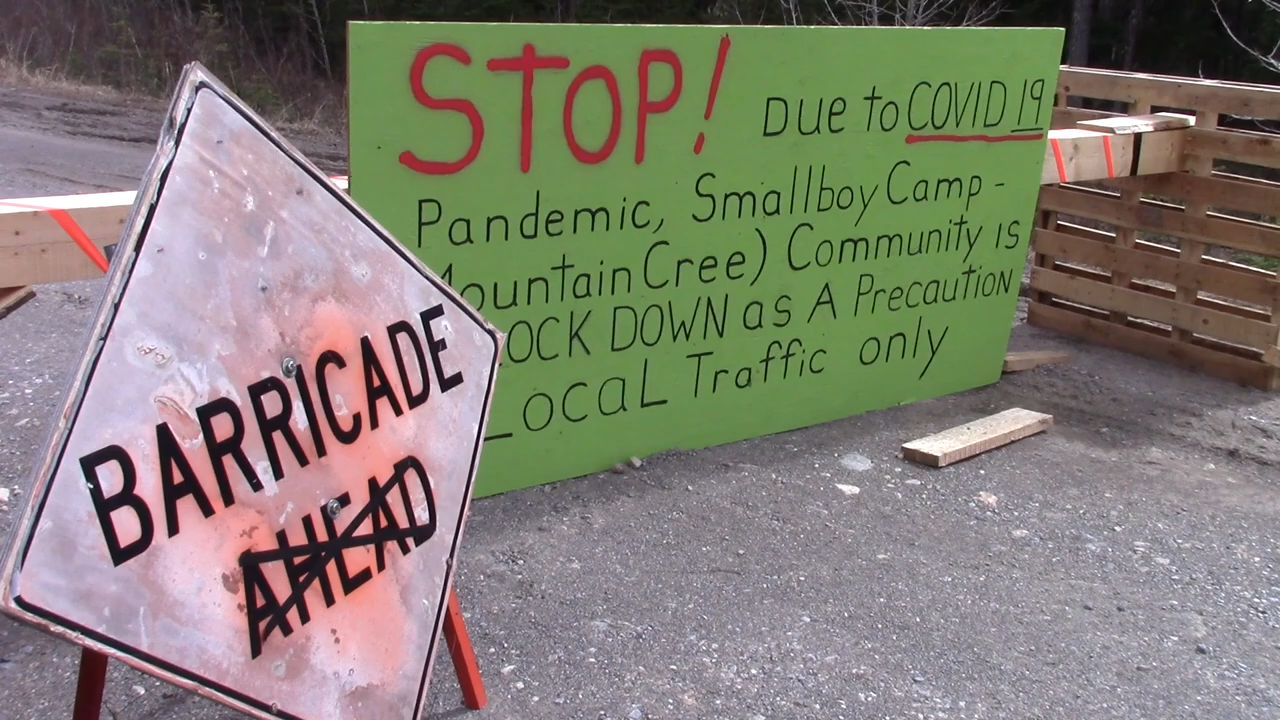 STOP! Due to COVID 19
Pandemic, Smallboy Camp -
Mountain Cree) Community is
LOCK DOWN as A Precaution
Local Traffic only
BARRICADE
AHEAD